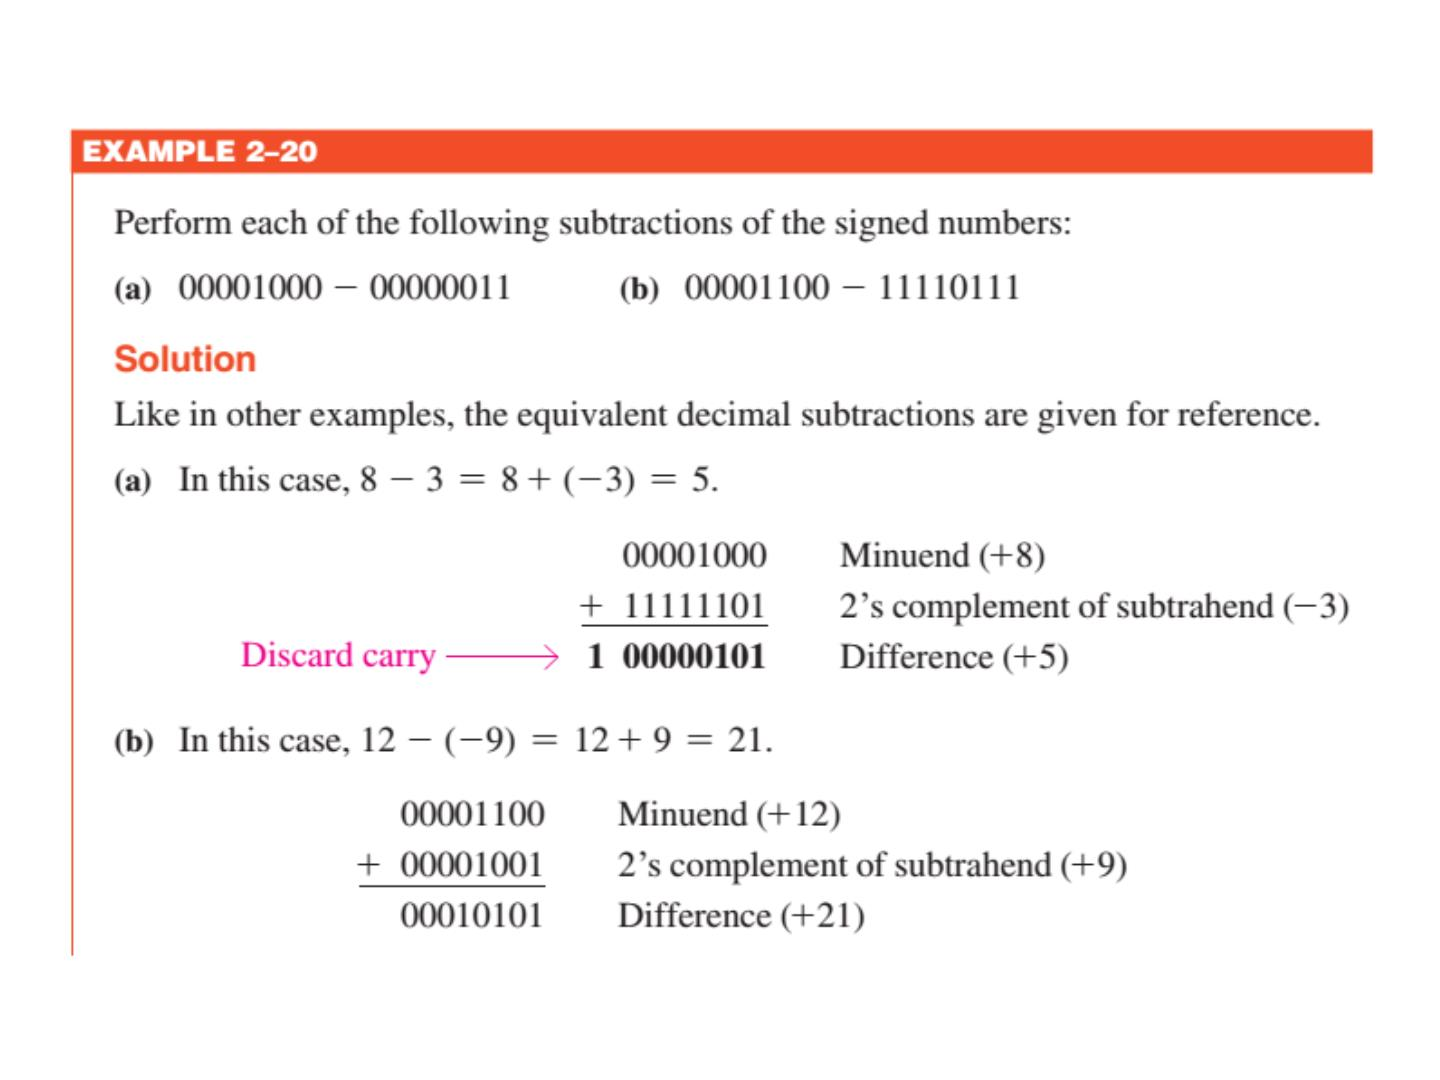 EXAMPLE 2–20
Perform each of the following subtractions of the signed numbers:
(a) 00001000 − 00000011 (b) 00001100 − 11110111
Solution
Like in other examples, the equivalent decimal subtractions are given for reference.
(a) In this case, 8 − 3 = 8 + (−3) = 5.
00001000 Minuend (+8)
+ 11111101 2’s complement of subtrahend (−3)
Discard carry → 1 00000101 Difference (+5)
(b) In this case, 12 − (−9) = 12 + 9 = 21.
00001100 Minuend (+12)
+ 00001001 2’s complement of subtrahend (+9)
00010101 Difference (+21)